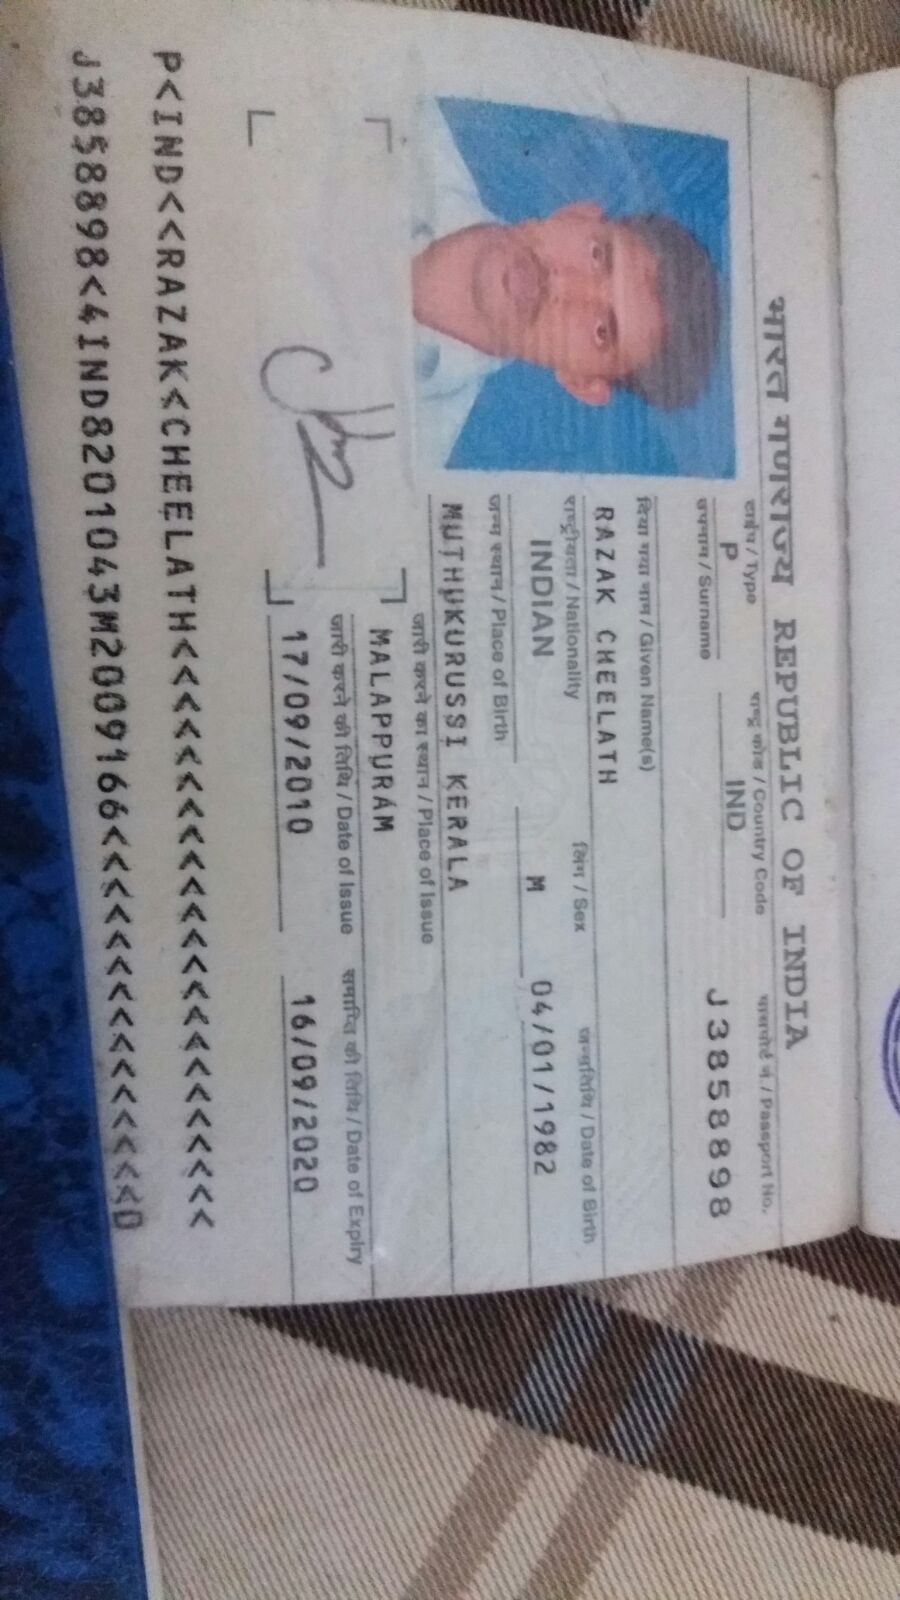 भारत गणराज्य REPUBLIC OF INDIA
टाईप / Type राष्ट्र कोड / Country Code पासपोर्ट नं. / Passport No.
P IND J3858898
उपनाम / Surname
दिया गया नाम / Given Name(s)
RAZAK CHEELATH
राष्ट्रीयता / Nationality लिंग / Sex जन्मतिथि / Date of Birth
INDIAN M 04/01/1982
जन्म स्थान / Place of Birth
MUTHUKURUSSI KERALA
जारी करने का स्थान / Place of Issue
MALAPPURAM
जारी करने की तिथि / Date of Issue समाप्ति की तिथि / Date of Expiry
17/09/2010 16/09/2020
P<IND<<RAZAK<CHEELATH<<<<<<<<<<<<<<<<<<<<<<<
J3858898<4IND8201043M2009166<<<<<<<<<<<<<<<0